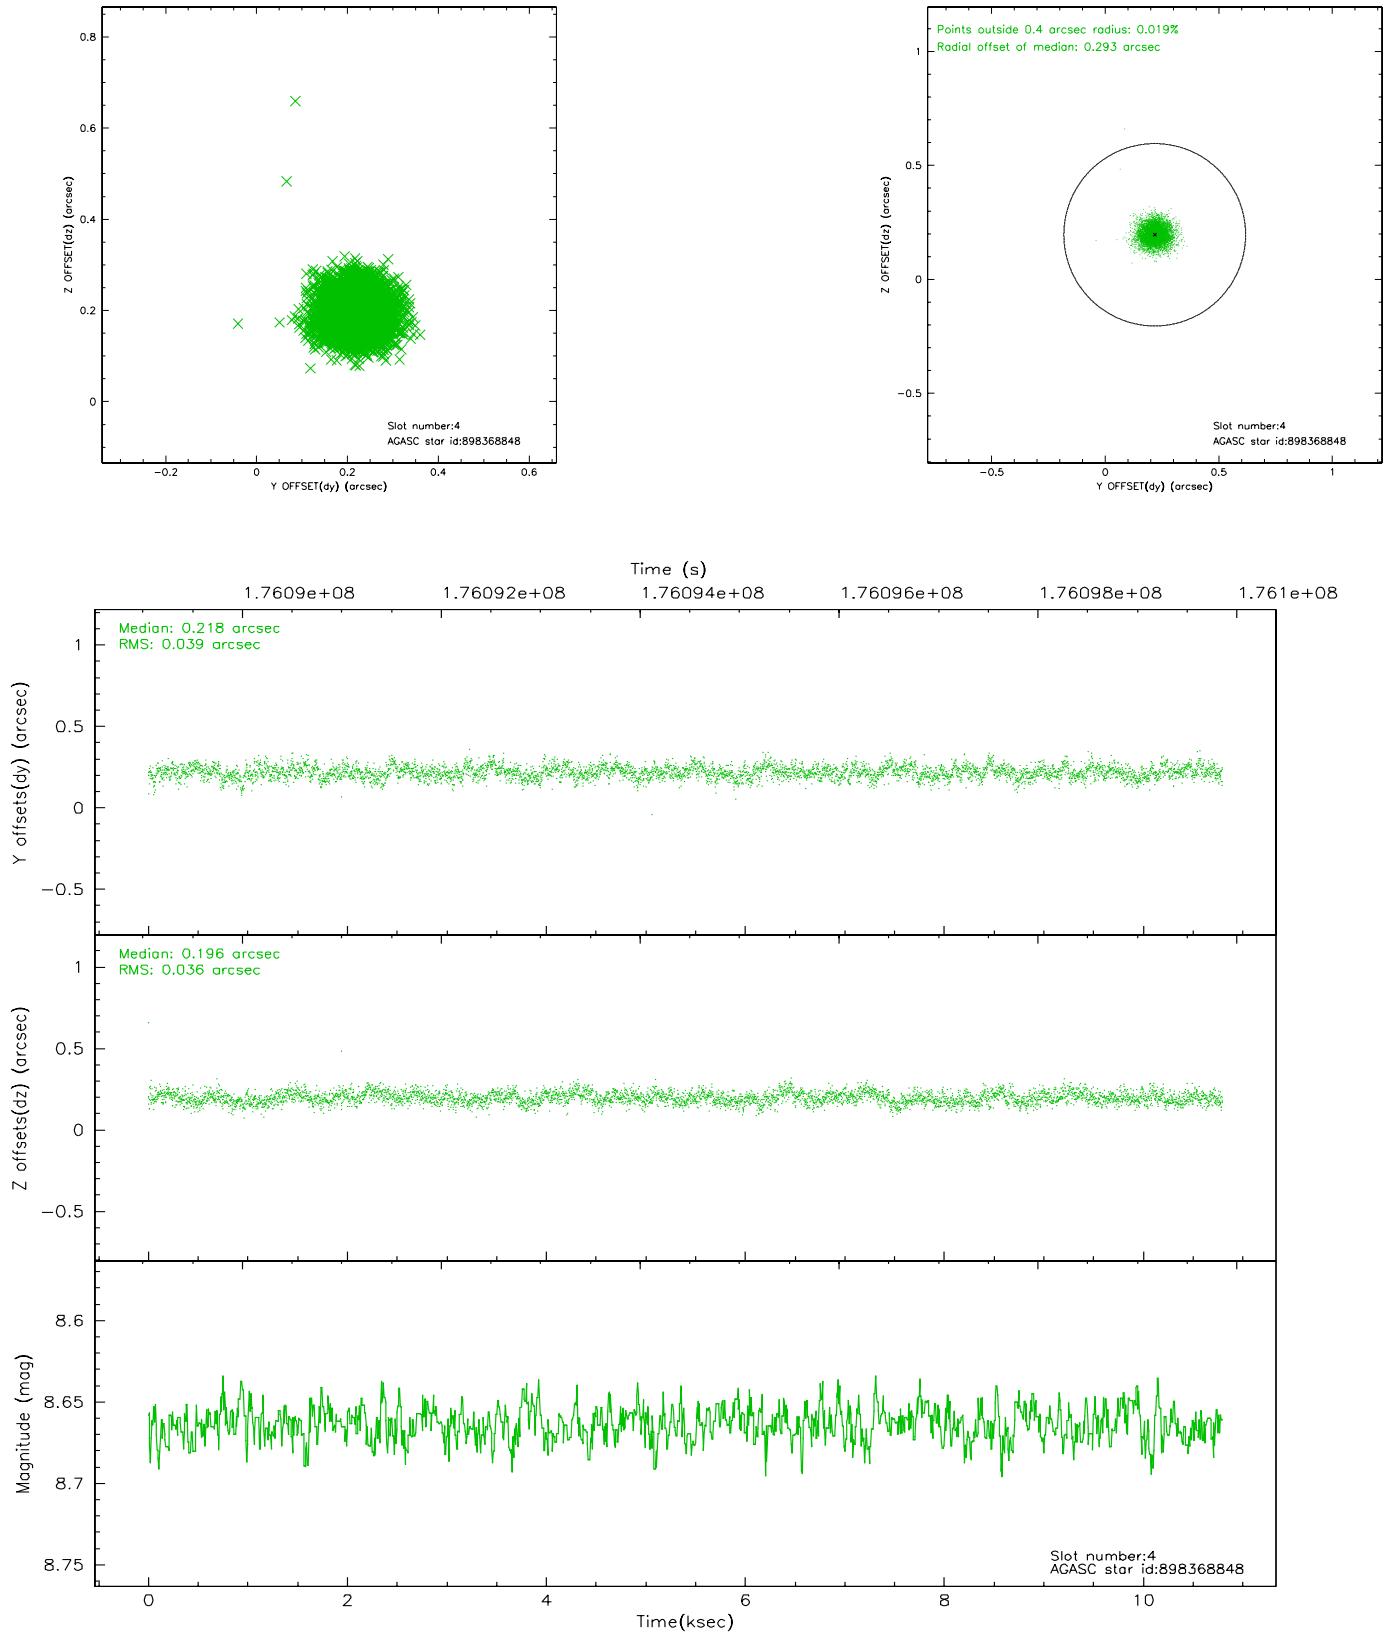 0.8
0.6
0.4
0.2
0
Z OFFSET(dz) (arcsec)
Slot number:4
AGASC star id:898368848
−0.2 0 0.2 0.4 0.6
Y OFFSET(dy) (arcsec)
Points outside 0.4 arcsec radius: 0.019%
Radial offset of median: 0.293 arcsec
1
0.5
0
−0.5
Z OFFSET(dz) (arcsec)
Slot number:4
AGASC star id:898368848
−0.5 0 0.5 1
Y OFFSET(dy) (arcsec)
Time (s)
1.7609e+08 1.76092e+08 1.76094e+08 1.76096e+08 1.76098e+08 1.761e+08
Median: 0.218 arcsec
RMS: 0.039 arcsec
1
0.5
0
−0.5
Y offsets(dy) (arcsec)
Median: 0.196 arcsec
RMS: 0.036 arcsec
1
0.5
0
−0.5
Z offsets(dz) (arcsec)
8.6
8.65
8.7
8.75
Magnitude (mag)
Slot number:4
AGASC star id:898368848
0 2 4 6 8 10
Time(ksec)